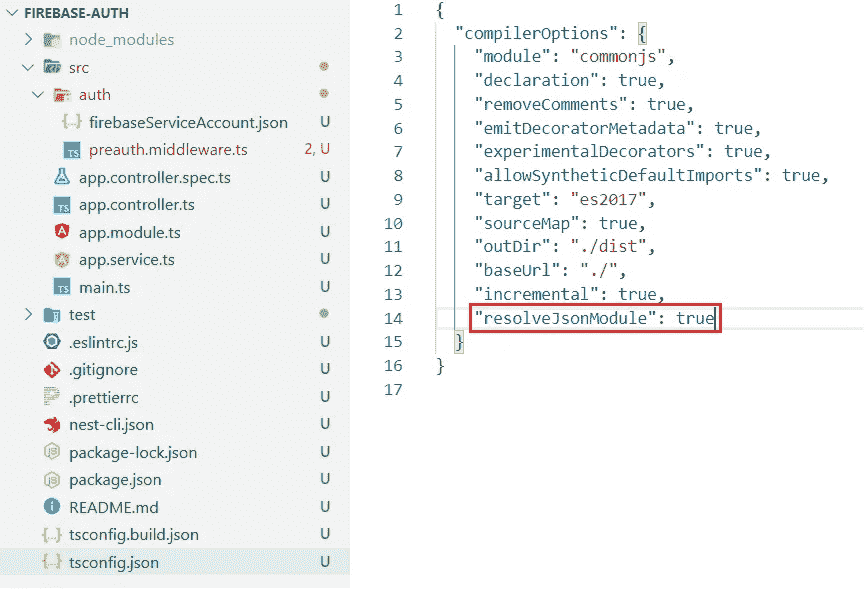 FIREBASE-AUTH
node_modules
src
auth
firebaseServiceAccount.json U
preauth.middleware.ts 2, U
app.controller.spec.ts U
app.controller.ts U
app.module.ts U
app.service.ts U
main.ts U
test
.eslintrc.js U
.gitignore U
.prettierrc U
nest-cli.json U
package-lock.json U
package.json U
README.md U
tsconfig.build.json U
tsconfig.json U
1 {
2 "compilerOptions": {
3 "module": "commonjs",
4 "declaration": true,
5 "removeComments": true,
6 "emitDecoratorMetadata": true,
7 "experimentalDecorators": true,
8 "allowSyntheticDefaultImports": true,
9 "target": "es2017",
10 "sourceMap": true,
11 "outDir": "./dist",
12 "baseUrl": "./",
13 "incremental": true,
14 "resolveJsonModule": true
15 }
16 }
17